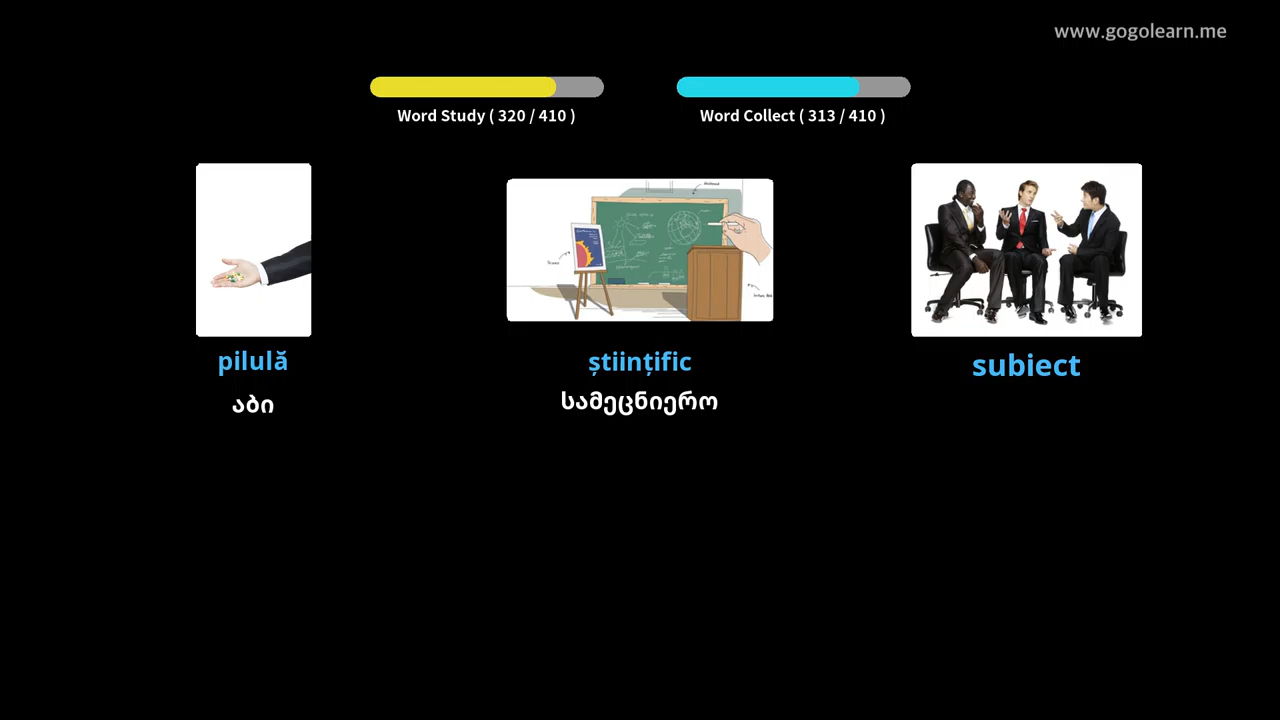 www.gogolearn.me
Word Study ( 320 / 410 )
Word Collect ( 313 / 410 )
pilulă
științific
subiect
აბი
სამეცნიერო